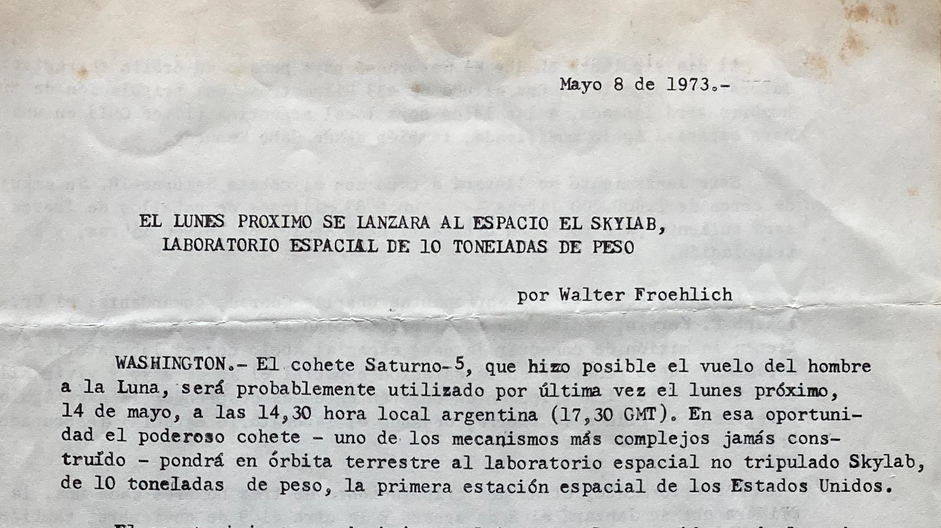 Mayo 8 de 1973.-
EL LUNES PROXIMO SE LANZARA AL ESPACIO EL SKYLAB,
LABORATORIO ESPACIAL DE 10 TONELADAS DE PESO
por Walter Froehlich
WASHINGTON.- El cohete Saturno-5, que hizo posible el vuelo del hombre
a la Luna, será probablemente utilizado por última vez el lunes próximo,
14 de mayo, a las 14,30 hora local argentina (17,30 GMT). En esa oportuni-
dad el poderoso cohete - uno de los mecanismos más complejos jamás cons-
truído - pondrá en órbita terrestre al laboratorio espacial no tripulado Skylab,
de 10 toneladas de peso, la primera estación espacial de los Estados Unidos.